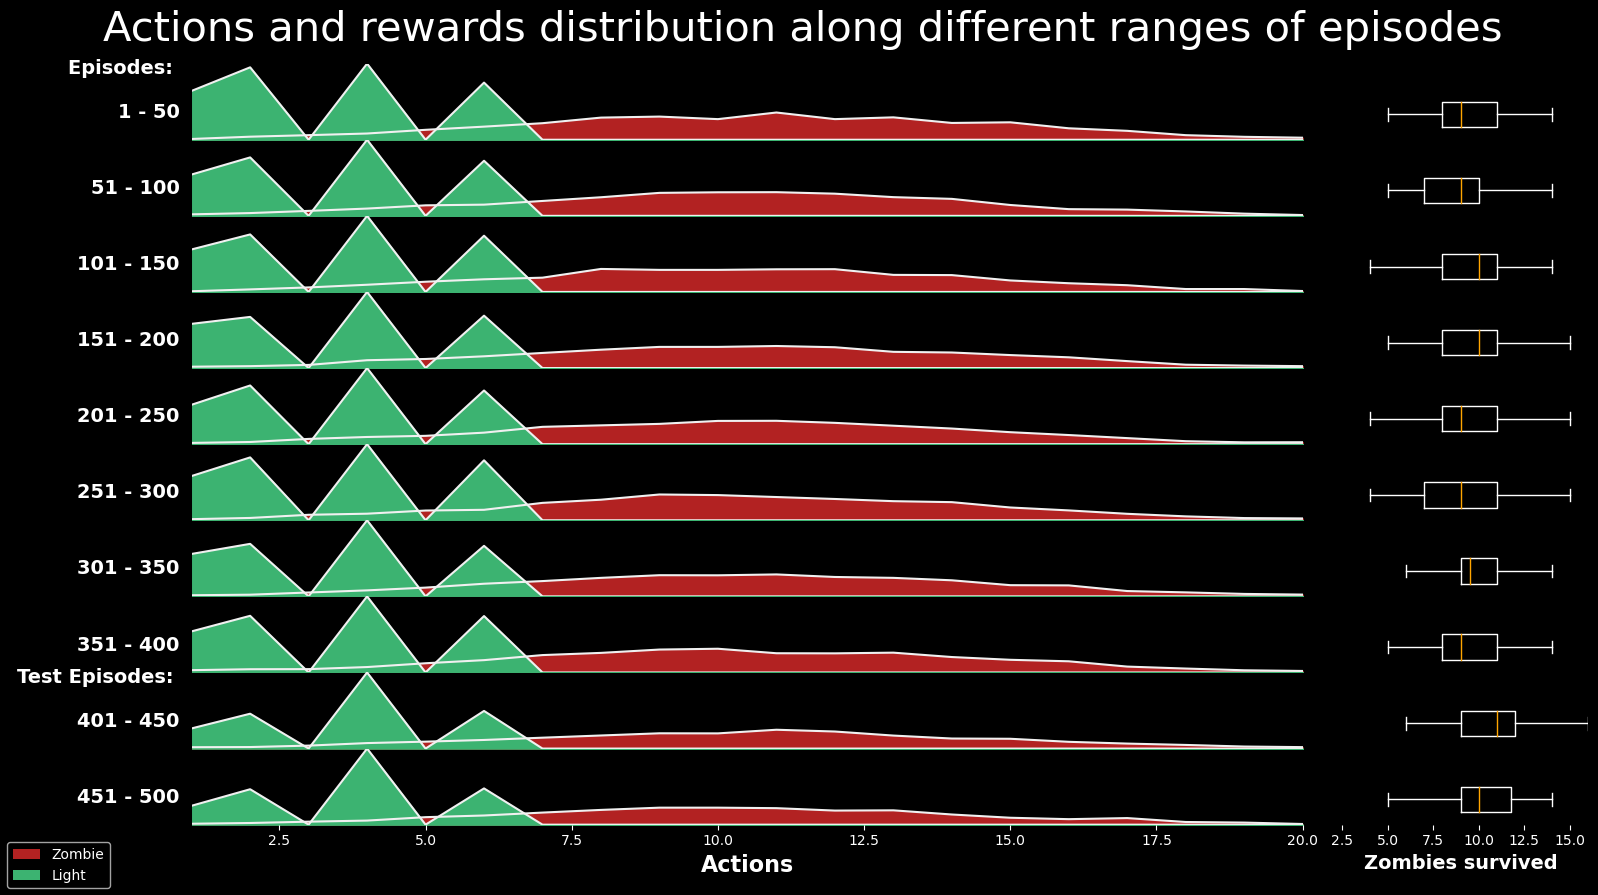 Actions and rewards distribution along different ranges of episodes
Episodes:
1 - 50
51 - 100
101 - 150
151 - 200
201 - 250
251 - 300
301 - 350
351 - 400
Test Episodes:
401 - 450
451 - 500
2.5 5.0 7.5 10.0 12.5 15.0 17.5 20.0
2.5 5.0 7.5 10.0 12.5 15.0
Actions
Zombies survived
Zombie
Light